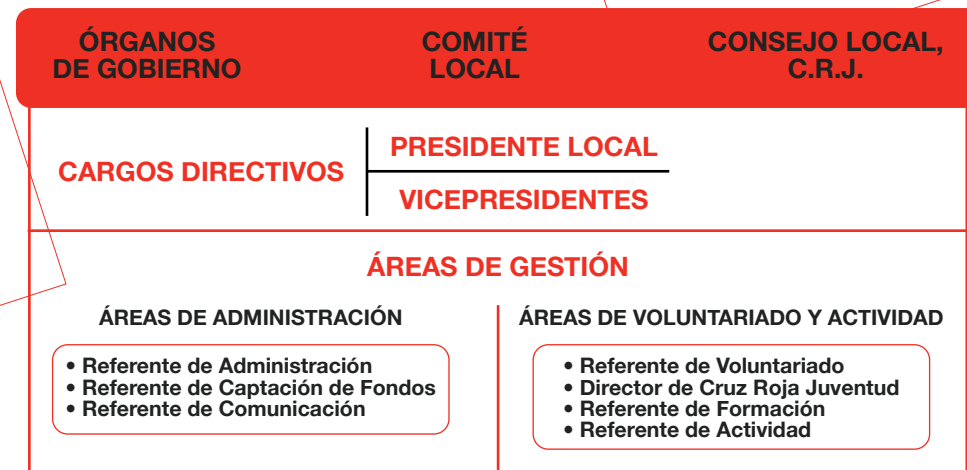 ÓRGANOS
DE GOBIERNO
COMITÉ
LOCAL
CONSEJO LOCAL,
C.R.J.
CARGOS DIRECTIVOS
PRESIDENTE LOCAL
VICEPRESIDENTES
ÁREAS DE GESTIÓN
ÁREAS DE ADMINISTRACIÓN
• Referente de Administración
• Referente de Captación de Fondos
• Referente de Comunicación
ÁREAS DE VOLUNTARIADO Y ACTIVIDAD
• Referente de Voluntariado
• Director de Cruz Roja Juventud
• Referente de Formación
• Referente de Actividad